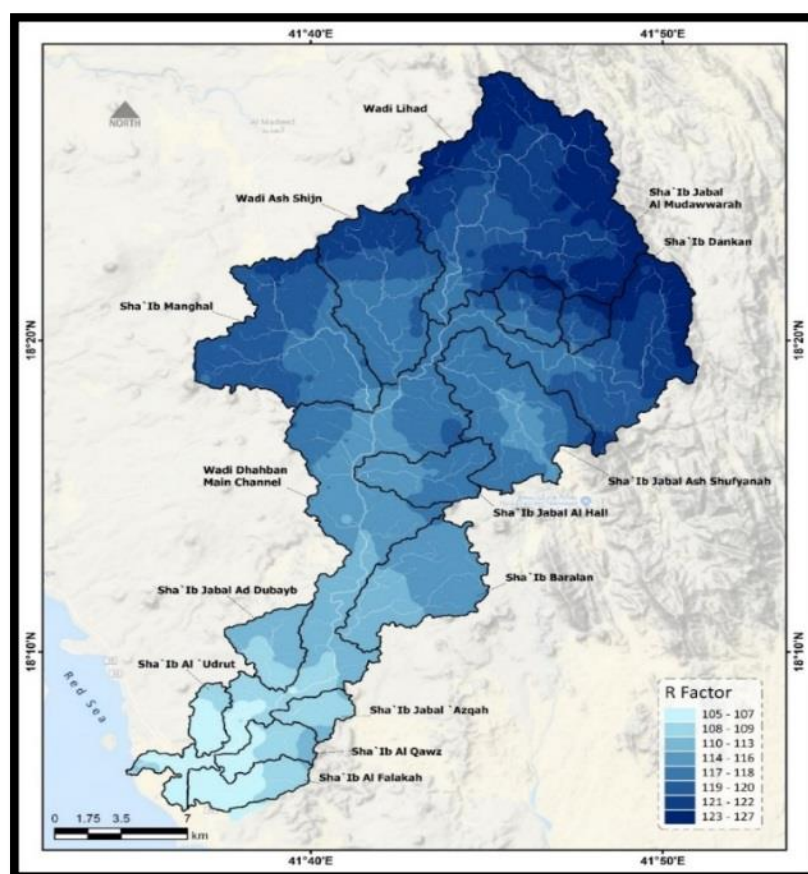 41°40'E
41°50'E
NORTH
Wadi Lihad
Wadi Ash Shijn
Sha`Ib Jabal
Al Mudawwarah
Sha`Ib Dankan
Sha`Ib Manghal
18°20'N
18°20'N
Wadi Dhahban
Main Channel
Sha`Ib Jabal Ash Shufyanah
Sha`Ib Jabal Al Hall
Sha`Ib Baralan
Sha`Ib Jabal Ad Dubayb
18°10'N
18°10'N
Sha`Ib Al `Udrut
Red Sea
Sha`Ib Jabal `Azqah
Sha`Ib Al Qawz
Sha`Ib Al Falakah
R Factor
105 - 107
108 - 109
110 - 113
114 - 116
117 - 118
119 - 120
121 - 122
123 - 127
0 1.75 3.5 7
km
41°40'E
41°50'E